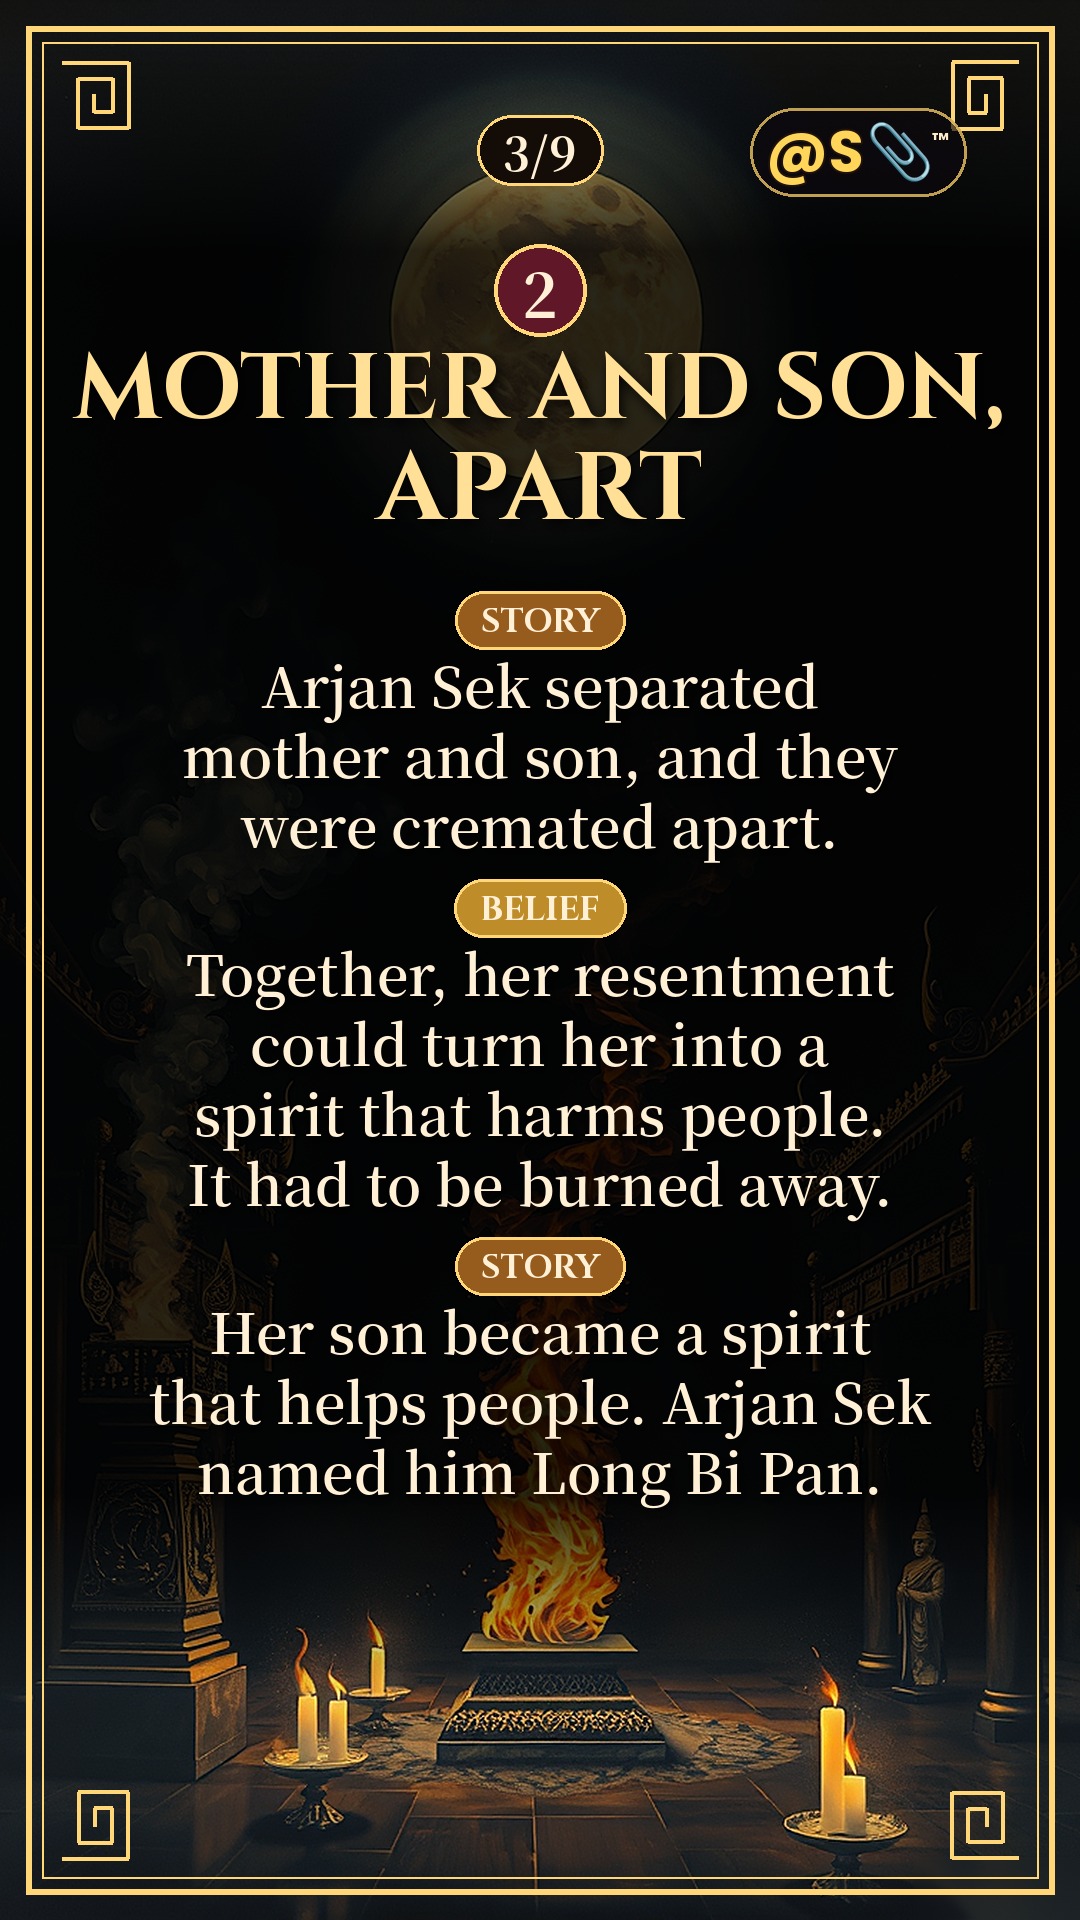 3/9
@S📎™
2
MOTHER AND SON,
APART
STORY
Arjan Sek separated
mother and son, and they
were cremated apart.
BELIEF
Together, her resentment
could turn her into a
spirit that harms people.
It had to be burned away.
STORY
Her son became a spirit
that helps people. Arjan Sek
named him Long Bi Pan.